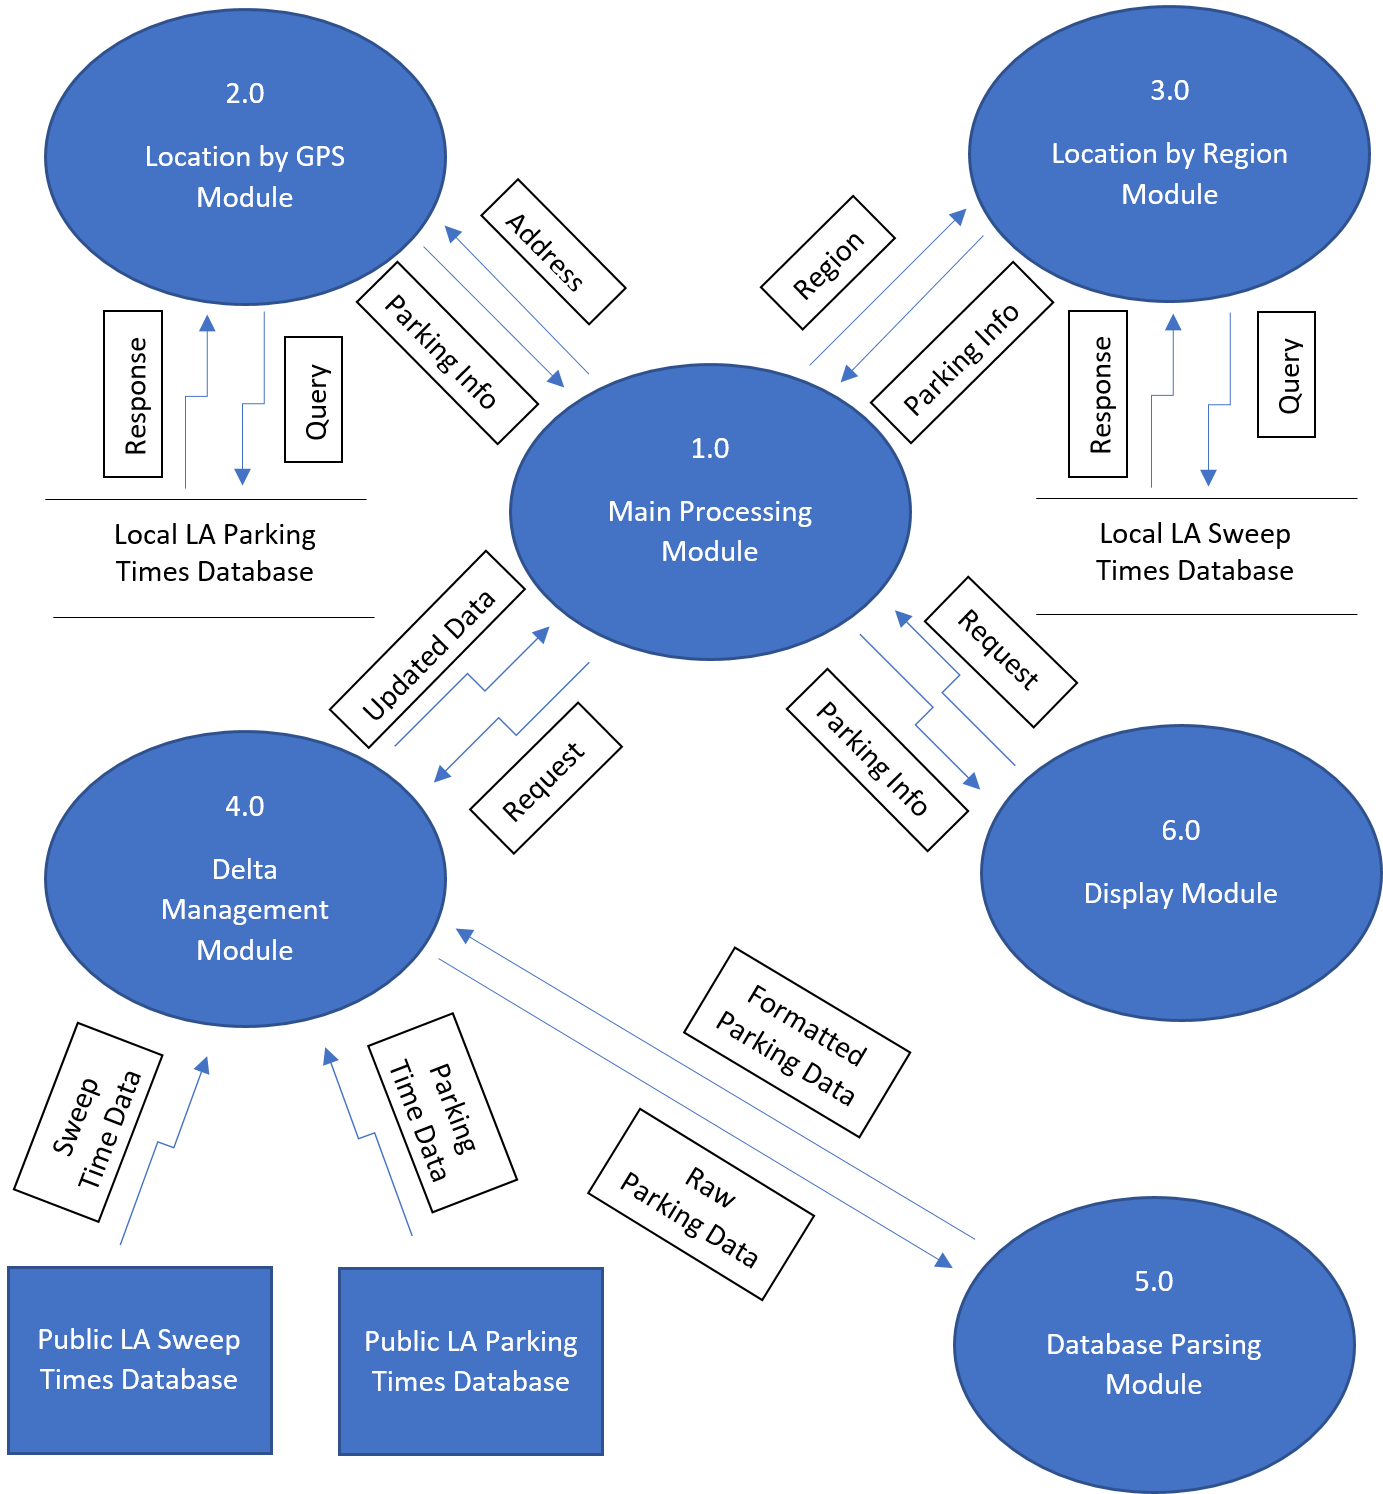 2.0
Location by GPS
Module
3.0
Location by Region
Module
Address
Parking Info
Region
Parking Info
Response
Query
Response
Query
1.0
Main Processing
Module
Local LA Parking
Times Database
Local LA Sweep
Times Database
Updated Data
Request
Request
Parking Info
4.0
Delta
Management
Module
6.0
Display Module
Formatted
Parking Data
Raw
Parking Data
Sweep
Time Data
Parking
Time Data
5.0
Database Parsing
Module
Public LA Sweep
Times Database
Public LA Parking
Times Database